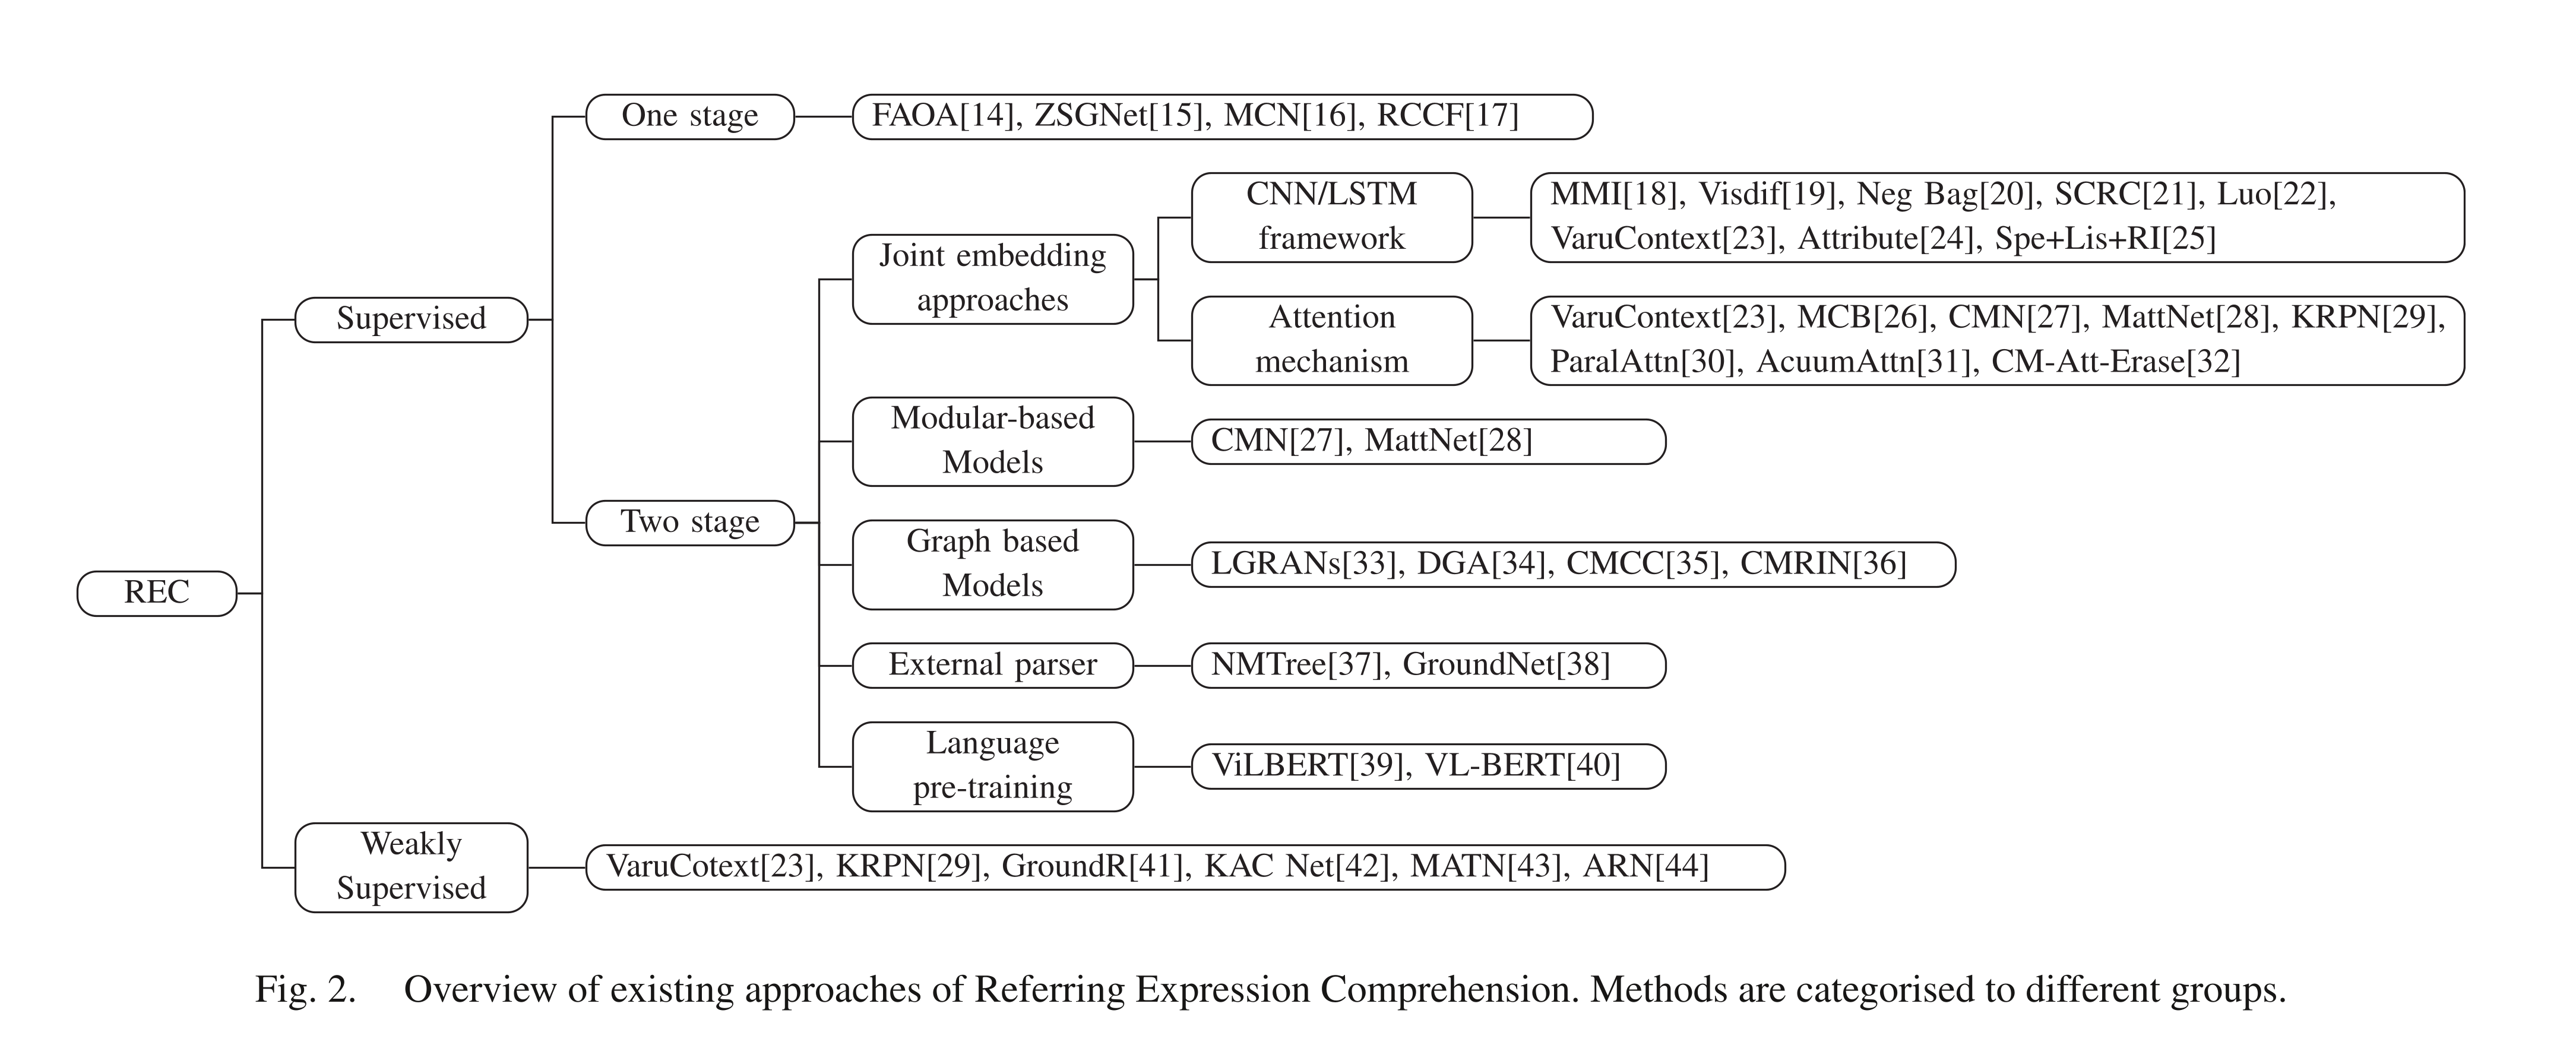 One stage
FAOA[14], ZSGNet[15], MCN[16], RCCF[17]
CNN/LSTM
framework
MMI[18], Visdif[19], Neg Bag[20], SCRC[21], Luo[22],
VaruContext[23], Attribute[24], Spe+Lis+RI[25]
Joint embedding
approaches
Supervised
Attention
mechanism
VaruContext[23], MCB[26], CMN[27], MattNet[28], KRPN[29],
ParalAttn[30], AcuumAttn[31], CM-Att-Erase[32]
Modular-based
Models
CMN[27], MattNet[28]
Two stage
Graph based
Models
LGRANs[33], DGA[34], CMCC[35], CMRIN[36]
REC
External parser
NMTree[37], GroundNet[38]
Language
pre-training
ViLBERT[39], VL-BERT[40]
Weakly
Supervised
VaruCotext[23], KRPN[29], GroundR[41], KAC Net[42], MATN[43], ARN[44]
Fig. 2. Overview of existing approaches of Referring Expression Comprehension. Methods are categorised to different groups.